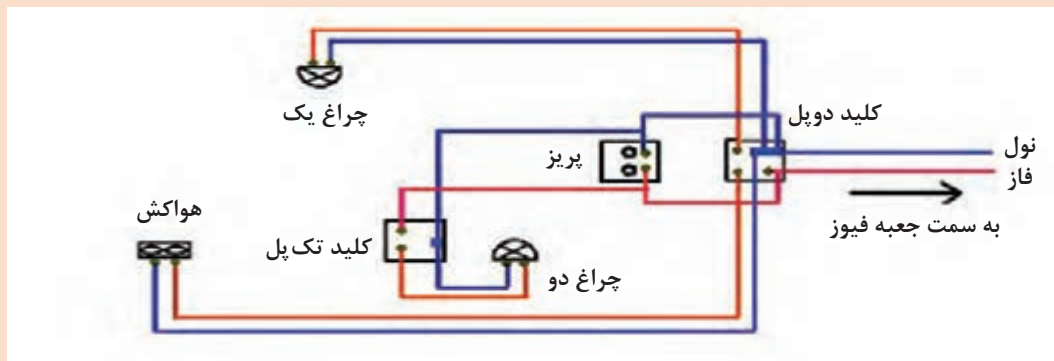 چراغ یک
کلید دوپل
نول
فاز
به سمت جعبه فیوز
پریز
هواکش
کلید تک‌پل
چراغ دو